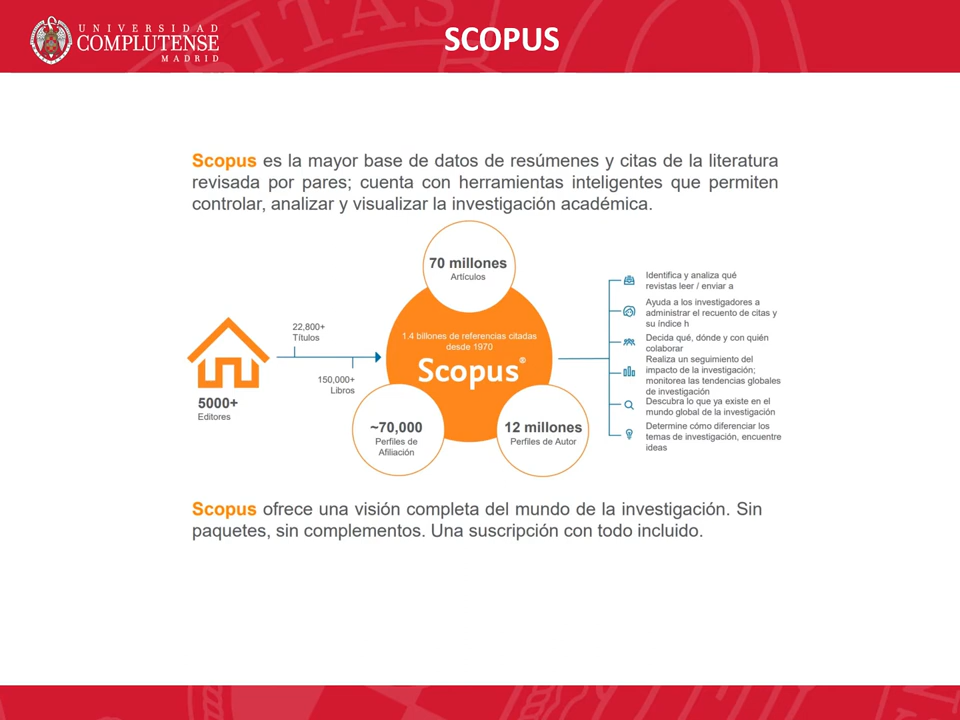 UNIVERSIDAD
COMPLUTENSE
MADRID
SCOPUS
Scopus es la mayor base de datos de resúmenes y citas de la literatura
revisada por pares; cuenta con herramientas inteligentes que permiten
controlar, analizar y visualizar la investigación académica.
5000+
Editores
22,800+
Títulos
150,000+
Libros
70 millones
Artículos
1.4 billones de referencias citadas
desde 1970
Scopus®
~70,000
Perfiles de
Afiliación
12 millones
Perfiles de Autor
Identifica y analiza qué
revistas leer / enviar a
Ayuda a los investigadores a
administrar el recuento de citas y
su índice h
Decida qué, dónde y con quién
colaborar
Realiza un seguimiento del
impacto de la investigación;
monitorea las tendencias globales
de investigación
Descubra lo que ya existe en el
mundo global de la investigación
Determine cómo diferenciar los
temas de investigación, encuentre
ideas
Scopus ofrece una visión completa del mundo de la investigación. Sin
paquetes, sin complementos. Una suscripción con todo incluido.